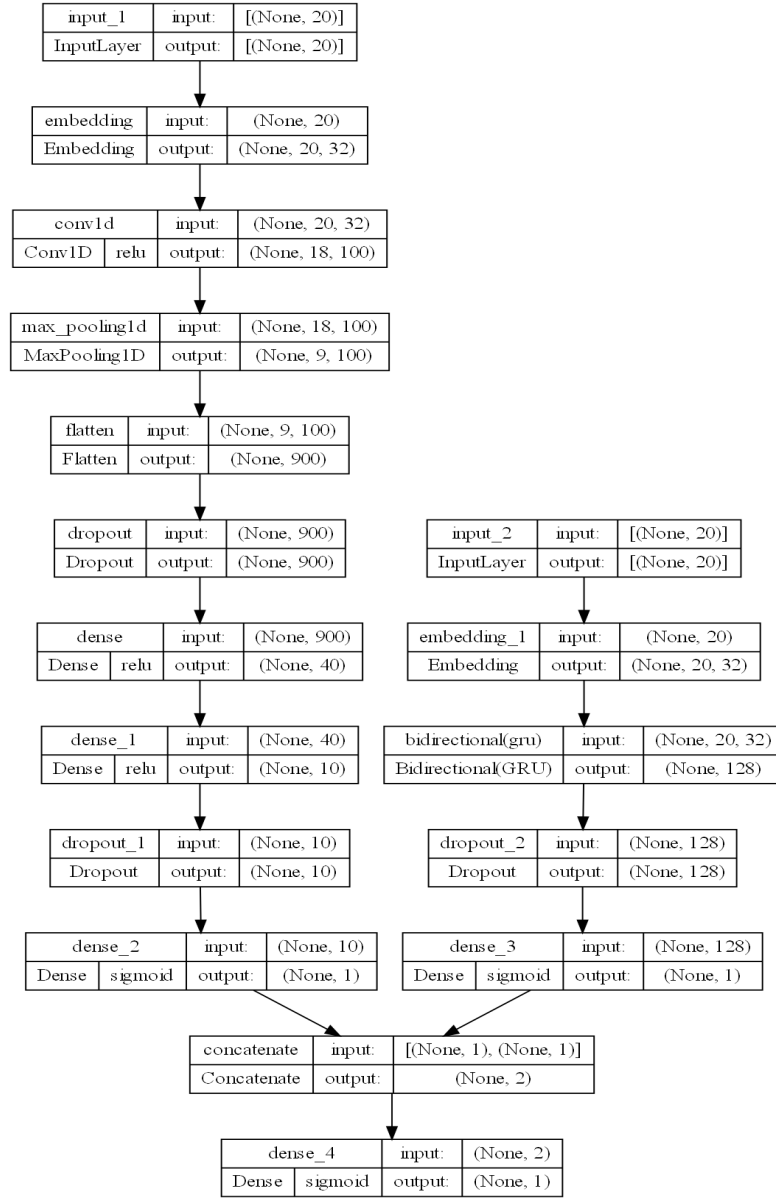 input_1 input: [(None, 20)]
InputLayer output: [(None, 20)]
embedding input: (None, 20)
Embedding output: (None, 20, 32)
conv1d input: (None, 20, 32)
Conv1D relu output: (None, 18, 100)
max_pooling1d input: (None, 18, 100)
MaxPooling1D output: (None, 9, 100)
flatten input: (None, 9, 100)
Flatten output: (None, 900)
dropout input: (None, 900)
Dropout output: (None, 900)
dense input: (None, 900)
Dense relu output: (None, 40)
dense_1 input: (None, 40)
Dense relu output: (None, 10)
dropout_1 input: (None, 10)
Dropout output: (None, 10)
dense_2 input: (None, 10)
Dense sigmoid output: (None, 1)
input_2 input: [(None, 20)]
InputLayer output: [(None, 20)]
embedding_1 input: (None, 20)
Embedding output: (None, 20, 32)
bidirectional(gru) input: (None, 20, 32)
Bidirectional(GRU) output: (None, 128)
dropout_2 input: (None, 128)
Dropout output: (None, 128)
dense_3 input: (None, 128)
Dense sigmoid output: (None, 1)
concatenate input: [(None, 1), (None, 1)]
Concatenate output: (None, 2)
dense_4 input: (None, 2)
Dense sigmoid output: (None, 1)